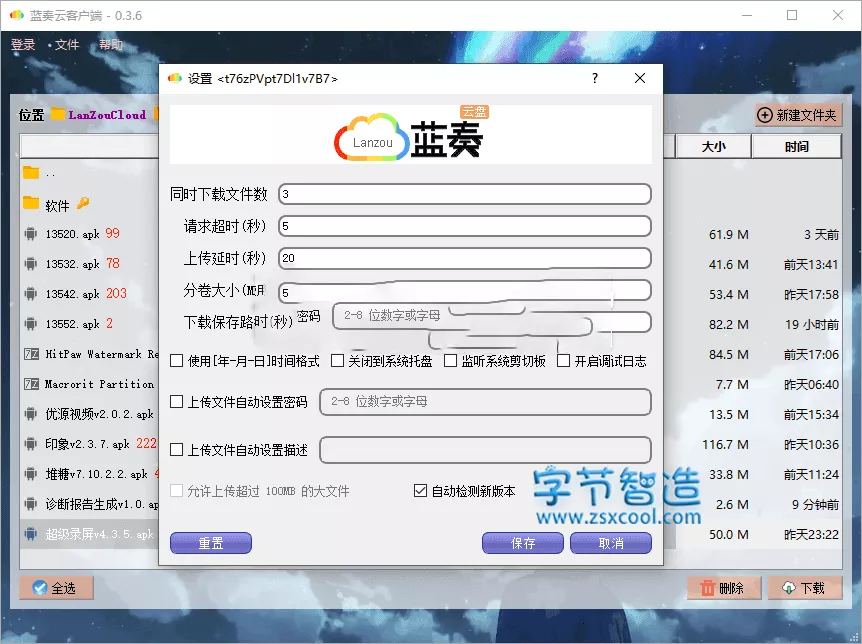 蓝奏云客户端 - 0.3.6
登录 • 文件 帮助
设置 <t76zPVpt7Dl1v7B7>
位置 LanZouCloud
新建文件夹
云盘
Lanzou 蓝奏
大小 时间
..
同时下载文件数 3
软件
请求超时(秒) 5
13520.apk 99 61.9 M 3 天前
上传延时(秒) 20
13532.apk 78 41.6 M 前天13:41
分卷大小(M 5
13542.apk 203 53.4 M 昨天17:58
下载保存路 时(秒) 密码 2-8 位数字或字母
13552.apk 2 82.2 M 19 小时前
HitPaw Watermark Re 84.5 M 前天17:06
使用[年-月-日]时间格式 关闭到系统托盘 监听系统剪切板 开启调试日志
Macrorit Partition 7.7 M 昨天06:40
上传文件自动设置密码 2-8 位数字或字母
优源视频v2.0.2.apk 13.5 M 前天15:34
印象v2.3.7.apk 222 116.7 M 昨天10:36
上传文件自动设置描述
堆糖v7.10.2.2.apk 33.8 M 前天11:24
允许上传超过 100MB 的大文件 自动检测新版本
字节智造
www.zsxcool.com
诊断报告生成v1.0.ap 2.6 M 9 分钟前
超级录屏v4.3.5.apk 50.0 M 昨天23:22
重置 保存 取消
全选 删除 下载